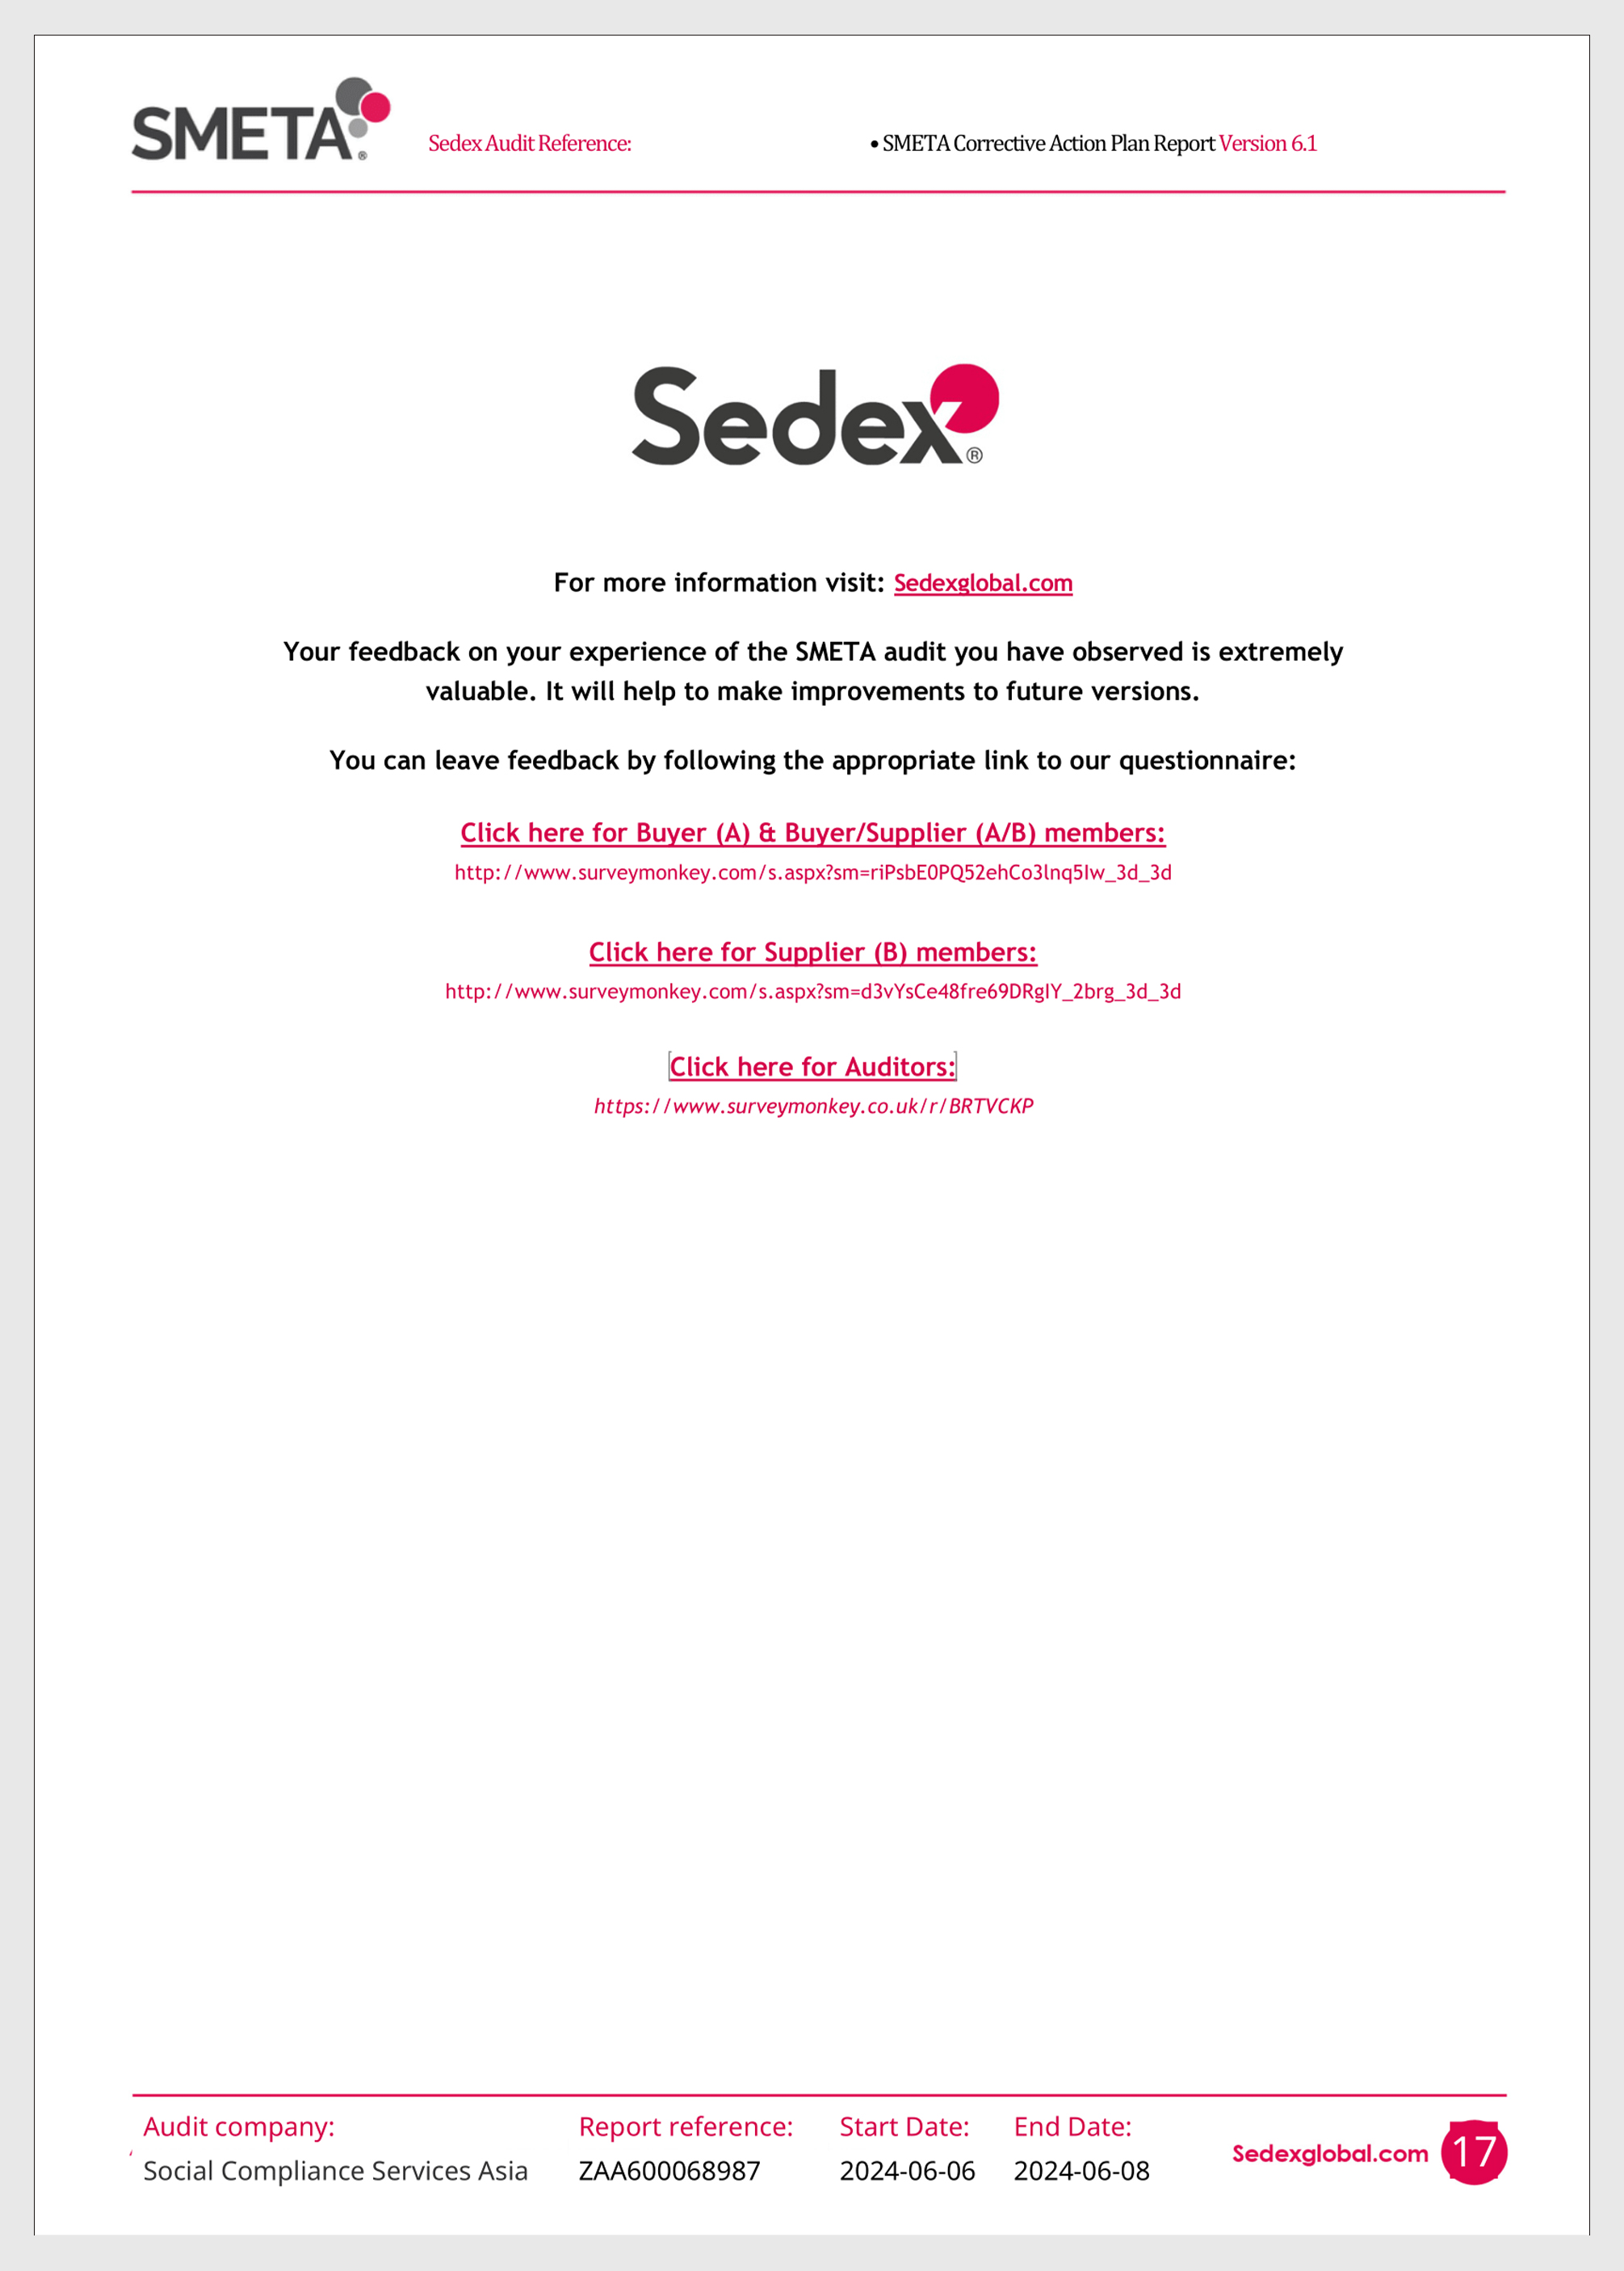 SMETA®
Sedex Audit Reference: • SMETA Corrective Action Plan Report Version 6.1
Sedex®
For more information visit: Sedexglobal.com
Your feedback on your experience of the SMETA audit you have observed is extremely
valuable. It will help to make improvements to future versions.
You can leave feedback by following the appropriate link to our questionnaire:
Click here for Buyer (A) & Buyer/Supplier (A/B) members:
http://www.surveymonkey.com/s.aspx?sm=riPsbE0PQ52ehCo3lnq5Iw_3d_3d
Click here for Supplier (B) members:
http://www.surveymonkey.com/s.aspx?sm=d3vYsCe48fre69DRgIY_2brg_3d_3d
Click here for Auditors:
https://www.surveymonkey.co.uk/r/BRTVCKP
Audit company: Report reference: Start Date: End Date:
Social Compliance Services Asia ZAA600068987 2024-06-06 2024-06-08
Sedexglobal.com 17